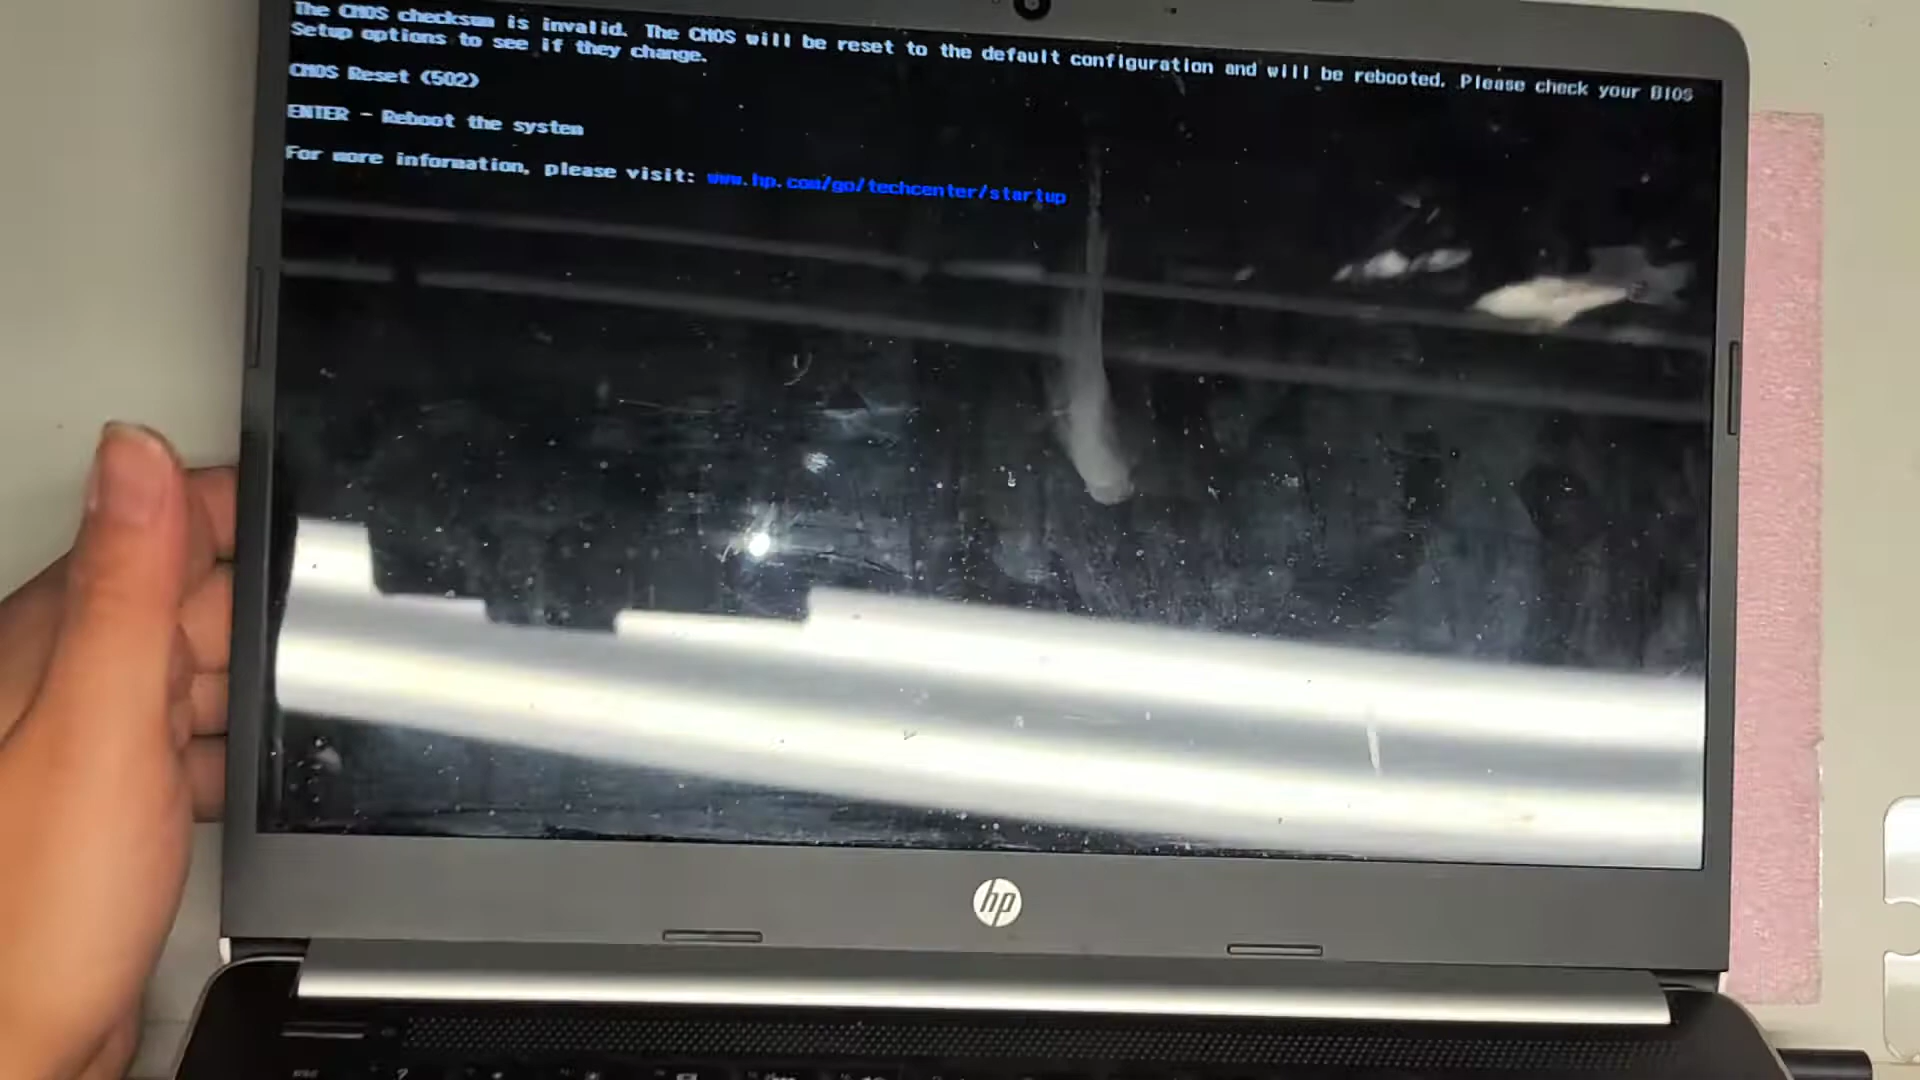 The CMOS checksum is invalid. The CMOS will be reset to the default configuration and will be rebooted. Please check your BIOS
Setup options to see if they change.
CMOS Reset (502)
ENTER - Reboot the system
For more information, please visit: www.hp.com/go/techcenter/startup
hp
esc
?